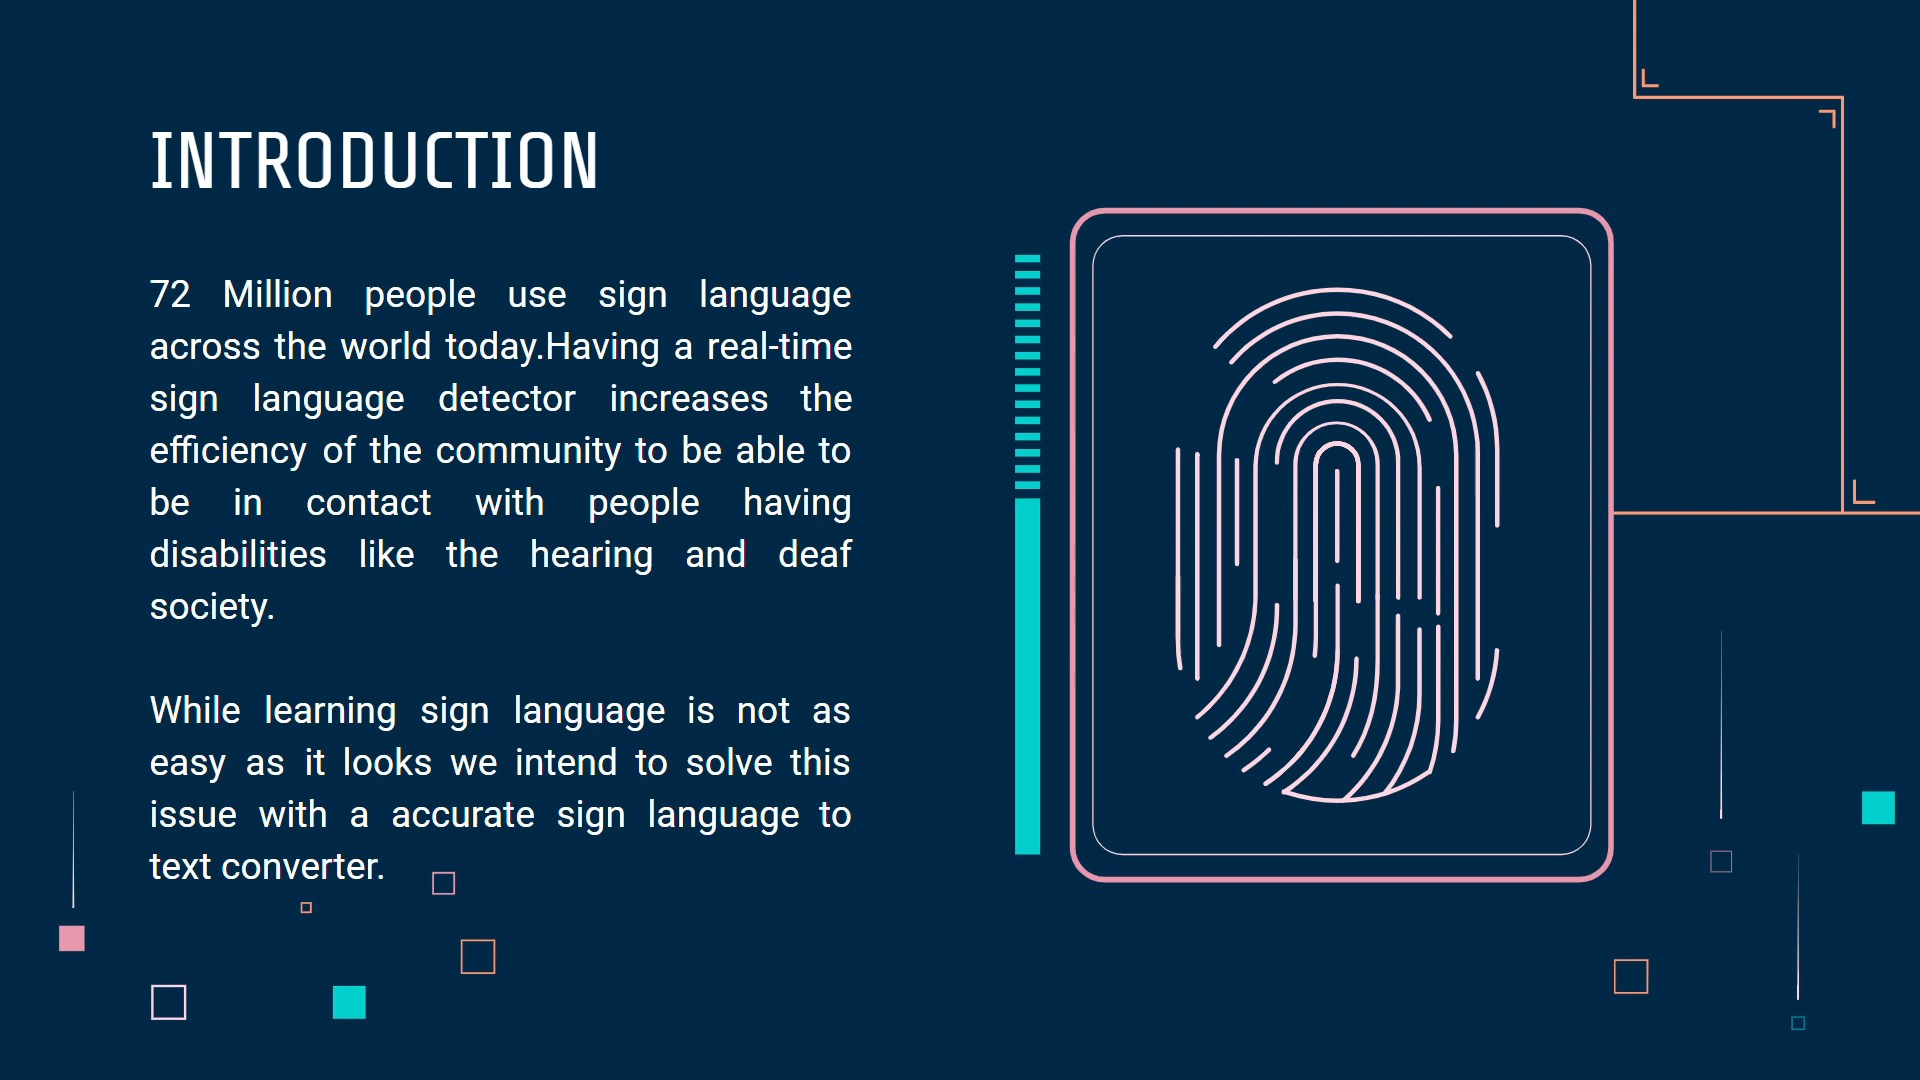 INTRODUCTION
72 Million people use sign language
across the world today.Having a real-time
sign language detector increases the
efficiency of the community to be able to
be in contact with people having
disabilities like the hearing and deaf
society.
While learning sign language is not as
easy as it looks we intend to solve this
issue with a accurate sign language to
text converter.